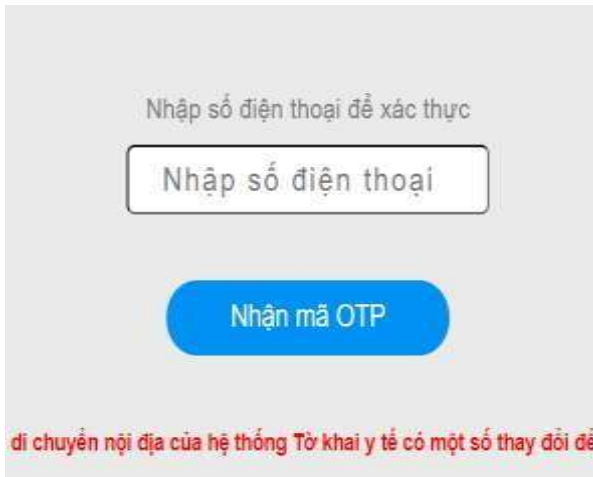 Nhập số điện thoại để xác thực
Nhập số điện thoại
Nhận mã OTP
di chuyển nội địa của hệ thống Tờ khai y tế có một số thay đổi để